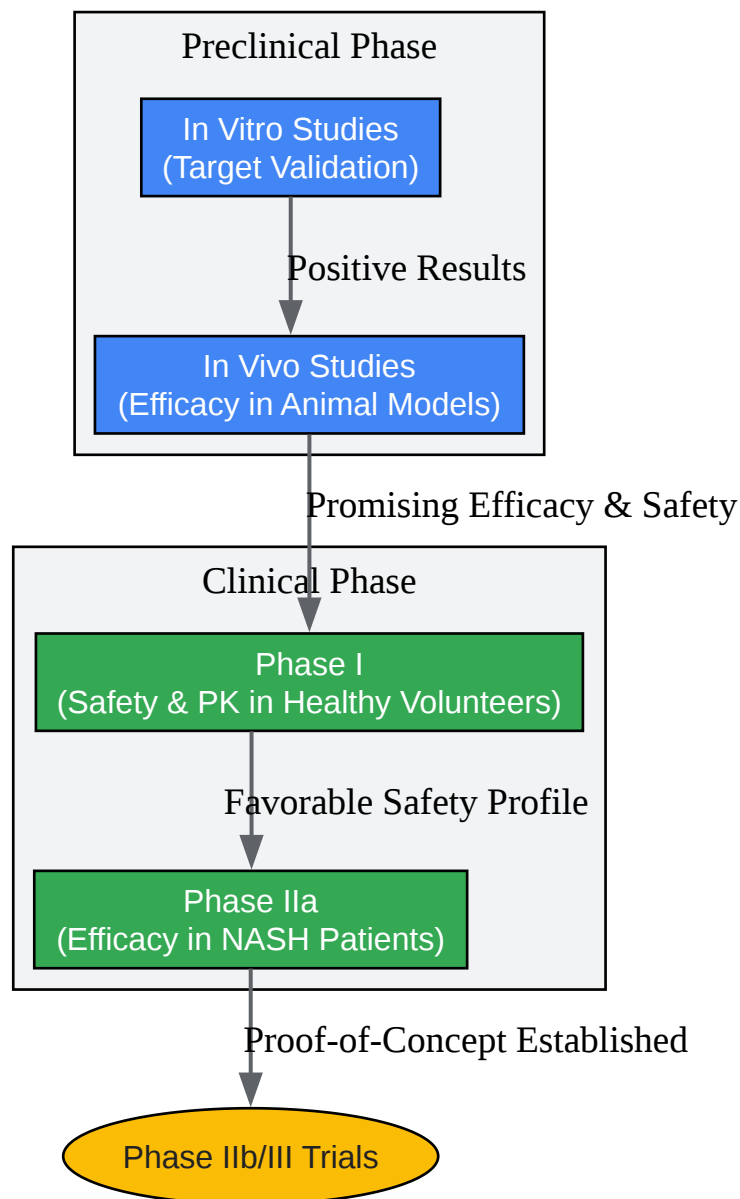 Preclinical Phase
In Vitro Studies
(Target Validation)
Positive Results
In Vivo Studies
(Efficacy in Animal Models)
Promising Efficacy & Safety
Clinical Phase
Phase I
(Safety & PK in Healthy Volunteers)
Favorable Safety Profile
Phase IIa
(Efficacy in NASH Patients)
Proof-of-Concept Established
Phase IIb/III Trials